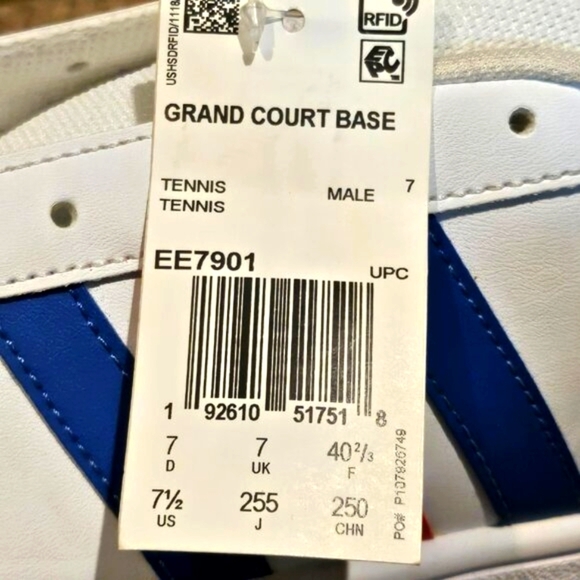 USHSDRFID/1118/
RFID
EPC
GRAND COURT BASE
TENNIS MALE 7
TENNIS
EE7901 UPC
1 92610 51751 8
7 7 40²/₃
D UK F
7½ 255 250
US J CHN
PO# P107926749